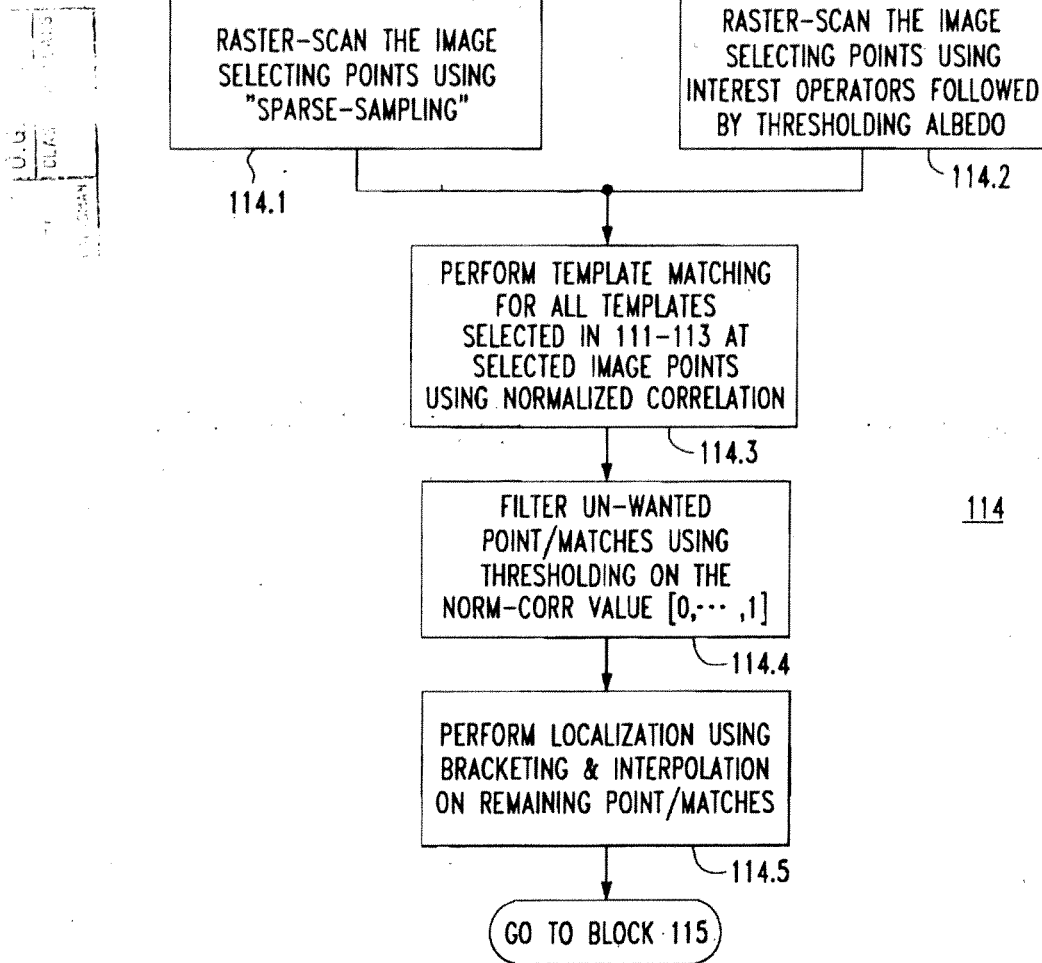 RASTER-SCAN THE IMAGE
SELECTING POINTS USING
"SPARSE-SAMPLING"
114.1
RASTER-SCAN THE IMAGE
SELECTING POINTS USING
INTEREST OPERATORS FOLLOWED
BY THRESHOLDING ALBEDO
114.2
PERFORM TEMPLATE MATCHING
FOR ALL TEMPLATES
SELECTED IN 111-113 AT
SELECTED IMAGE POINTS
USING NORMALIZED CORRELATION
114.3
FILTER UN-WANTED
POINT/MATCHES USING
THRESHOLDING ON THE
NORM-CORR VALUE [0,··· ,1]
114.4
114
PERFORM LOCALIZATION USING
BRACKETING & INTERPOLATION
ON REMAINING POINT/MATCHES
114.5
GO TO BLOCK 115